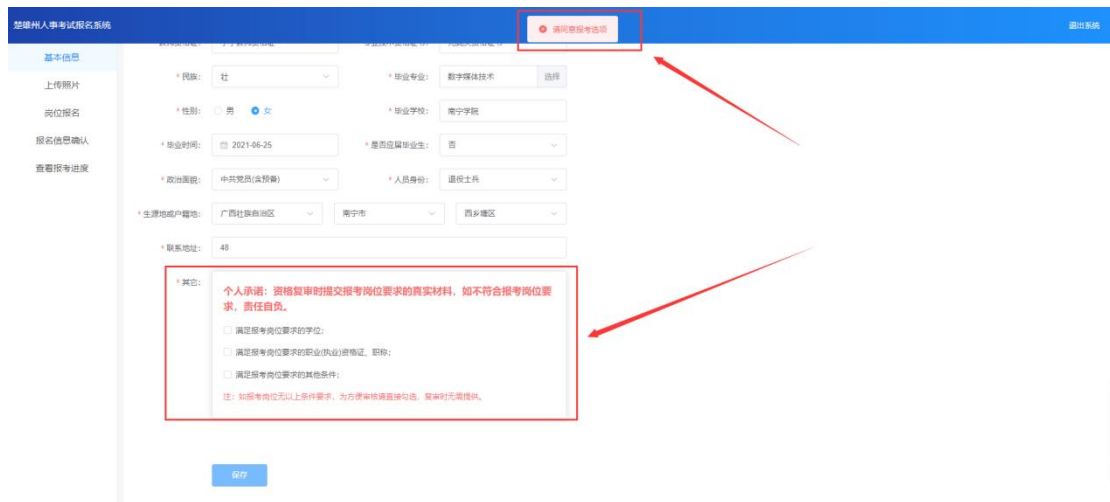 楚雄州人事考试报名系统
请同意报考选项
退出系统
基本信息
上传照片
岗位报名
报名信息确认
查看报考进度
* 民族： 壮 * 毕业专业： 数字媒体技术 选择
* 性别： 男 女 * 毕业学校： 南宁学院
* 毕业时间： 2021-06-25 * 是否应届毕业生： 否
* 政治面貌： 中共党员(含预备) * 人员身份： 退役士兵
* 生源地或户籍地： 广西壮族自治区 南宁市 西乡塘区
* 联系地址： 48
* 其它：
个人承诺：资格复审时提交报考岗位要求的真实材料，如不符合报考岗位要
求，责任自负。
满足报考岗位要求的学位；
满足报考岗位要求的职业(执业)资格证、职称；
满足报考岗位要求的其他条件；
注：如报考岗位无以上条件要求，为方便审核请直接勾选，复审时无需提供。
保存